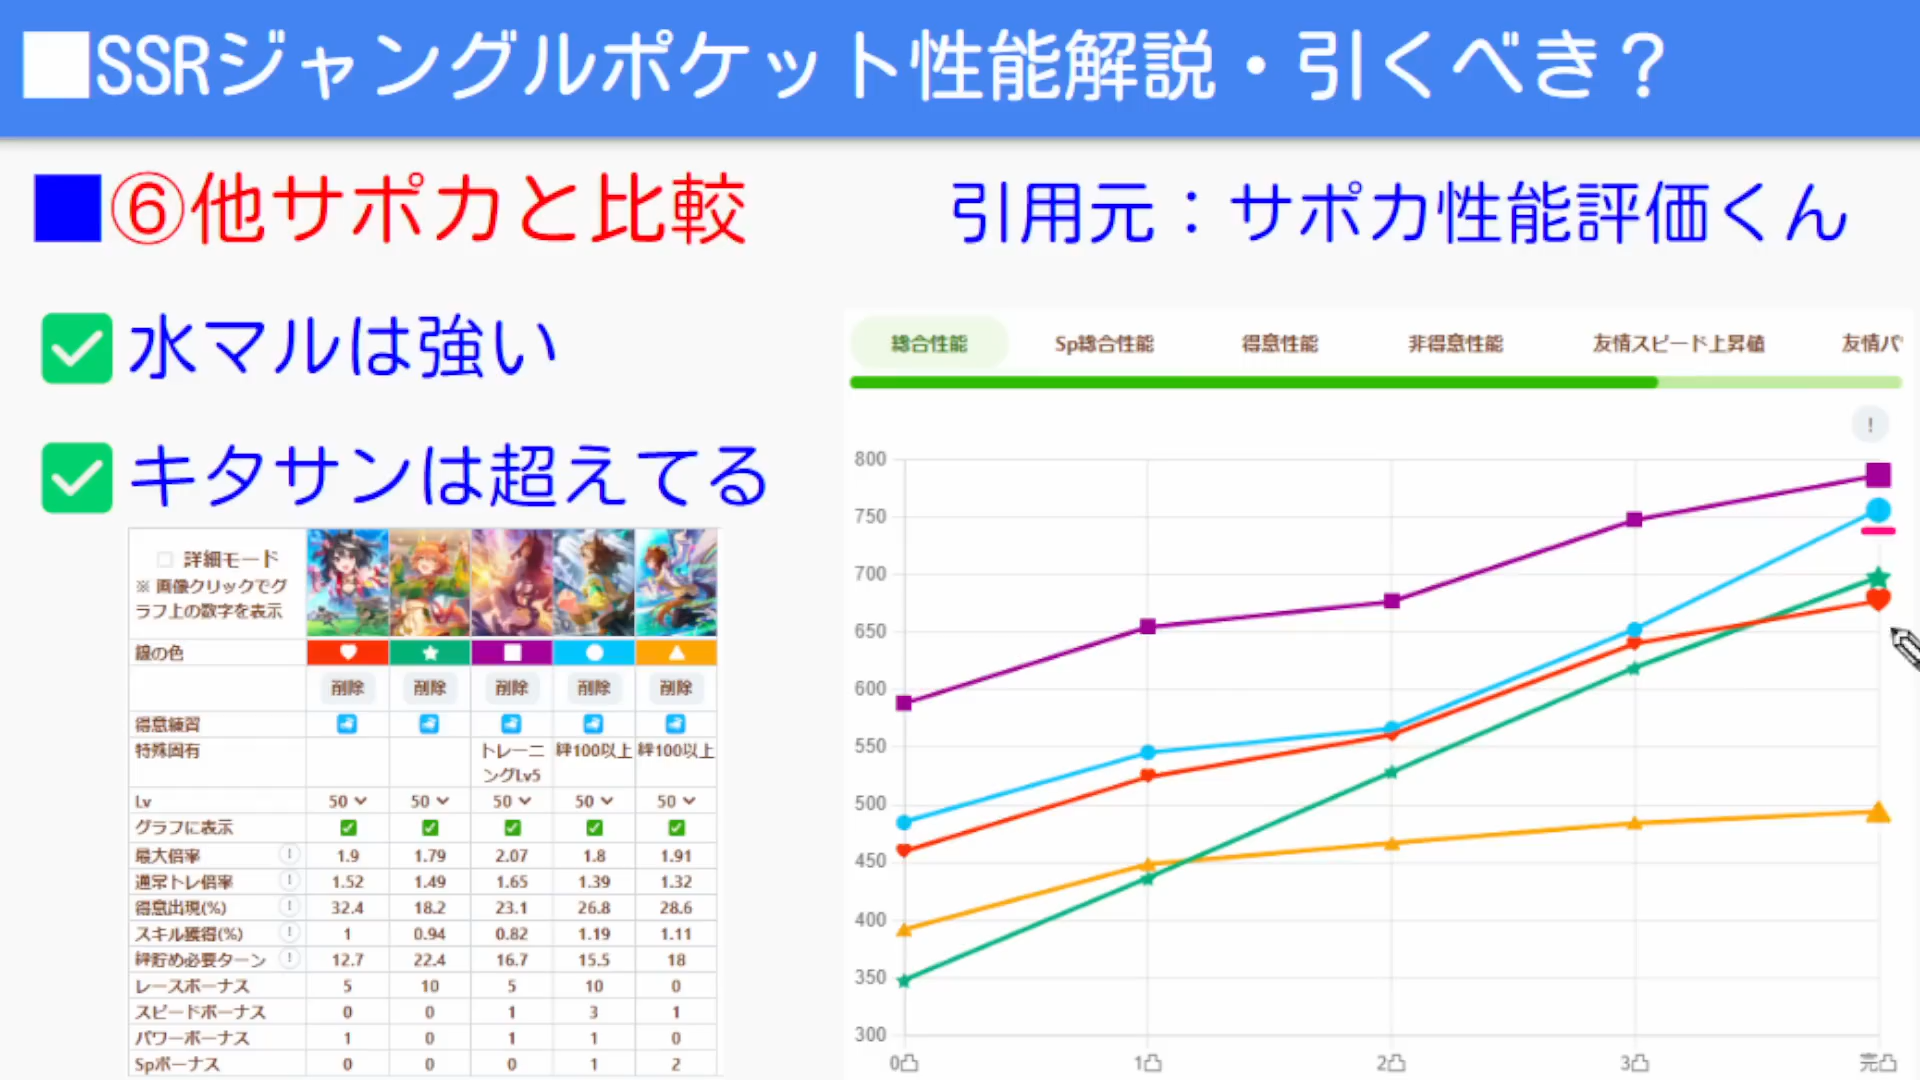 ■SSRジャングルポケット性能解説・引くべき？
■⑥他サポカと比較
引用元：サポカ性能評価くん
水マルは強い
キタサンは超えてる
詳細モード
※ 画像クリックでグ
ラフ上の数字を表示
線の色
削除 削除 削除 削除 削除
得意練習
特殊固有 トレーニングLv5 絆100以上 絆100以上
Lv 50 50 50 50 50
グラフに表示
最大倍率 ! 1.9 1.79 2.07 1.8 1.91
通常トレ倍率 ! 1.52 1.49 1.65 1.39 1.32
得意出現(%) ! 32.4 18.2 23.1 26.8 28.6
スキル獲得(%) ! 1 0.94 0.82 1.19 1.11
絆貯め必要ターン ! 12.7 22.4 16.7 15.5 18
レースボーナス 5 10 5 10 0
スピードボーナス 0 0 1 3 1
パワーボーナス 1 0 1 1 0
Spボーナス 0 0 0 1 2
総合性能 Sp総合性能 得意性能 非得意性能 友情スピード上昇値 友情パ
!
800
750
700
650
600
550
500
450
400
350
300
0凸 1凸 2凸 3凸 完凸